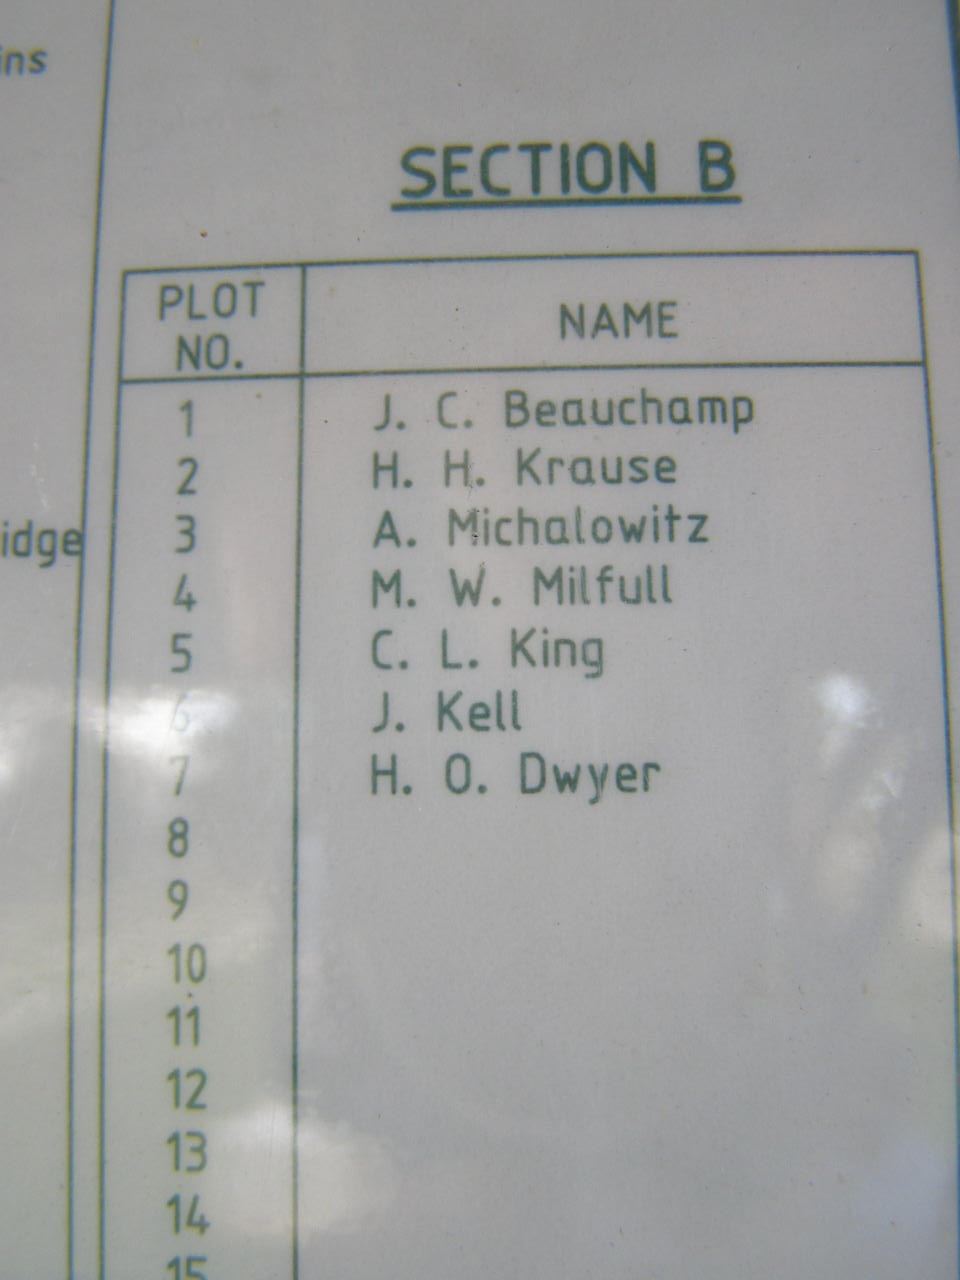 ins
idge
SECTION B
PLOT NO. NAME
1 J. C. Beauchamp
2 H. H. Krause
3 A. Michalowitz
4 M. W. Milfull
5 C. L. King
6 J. Kell
7 H. O. Dwyer
8
9
10
11
12
13
14
15